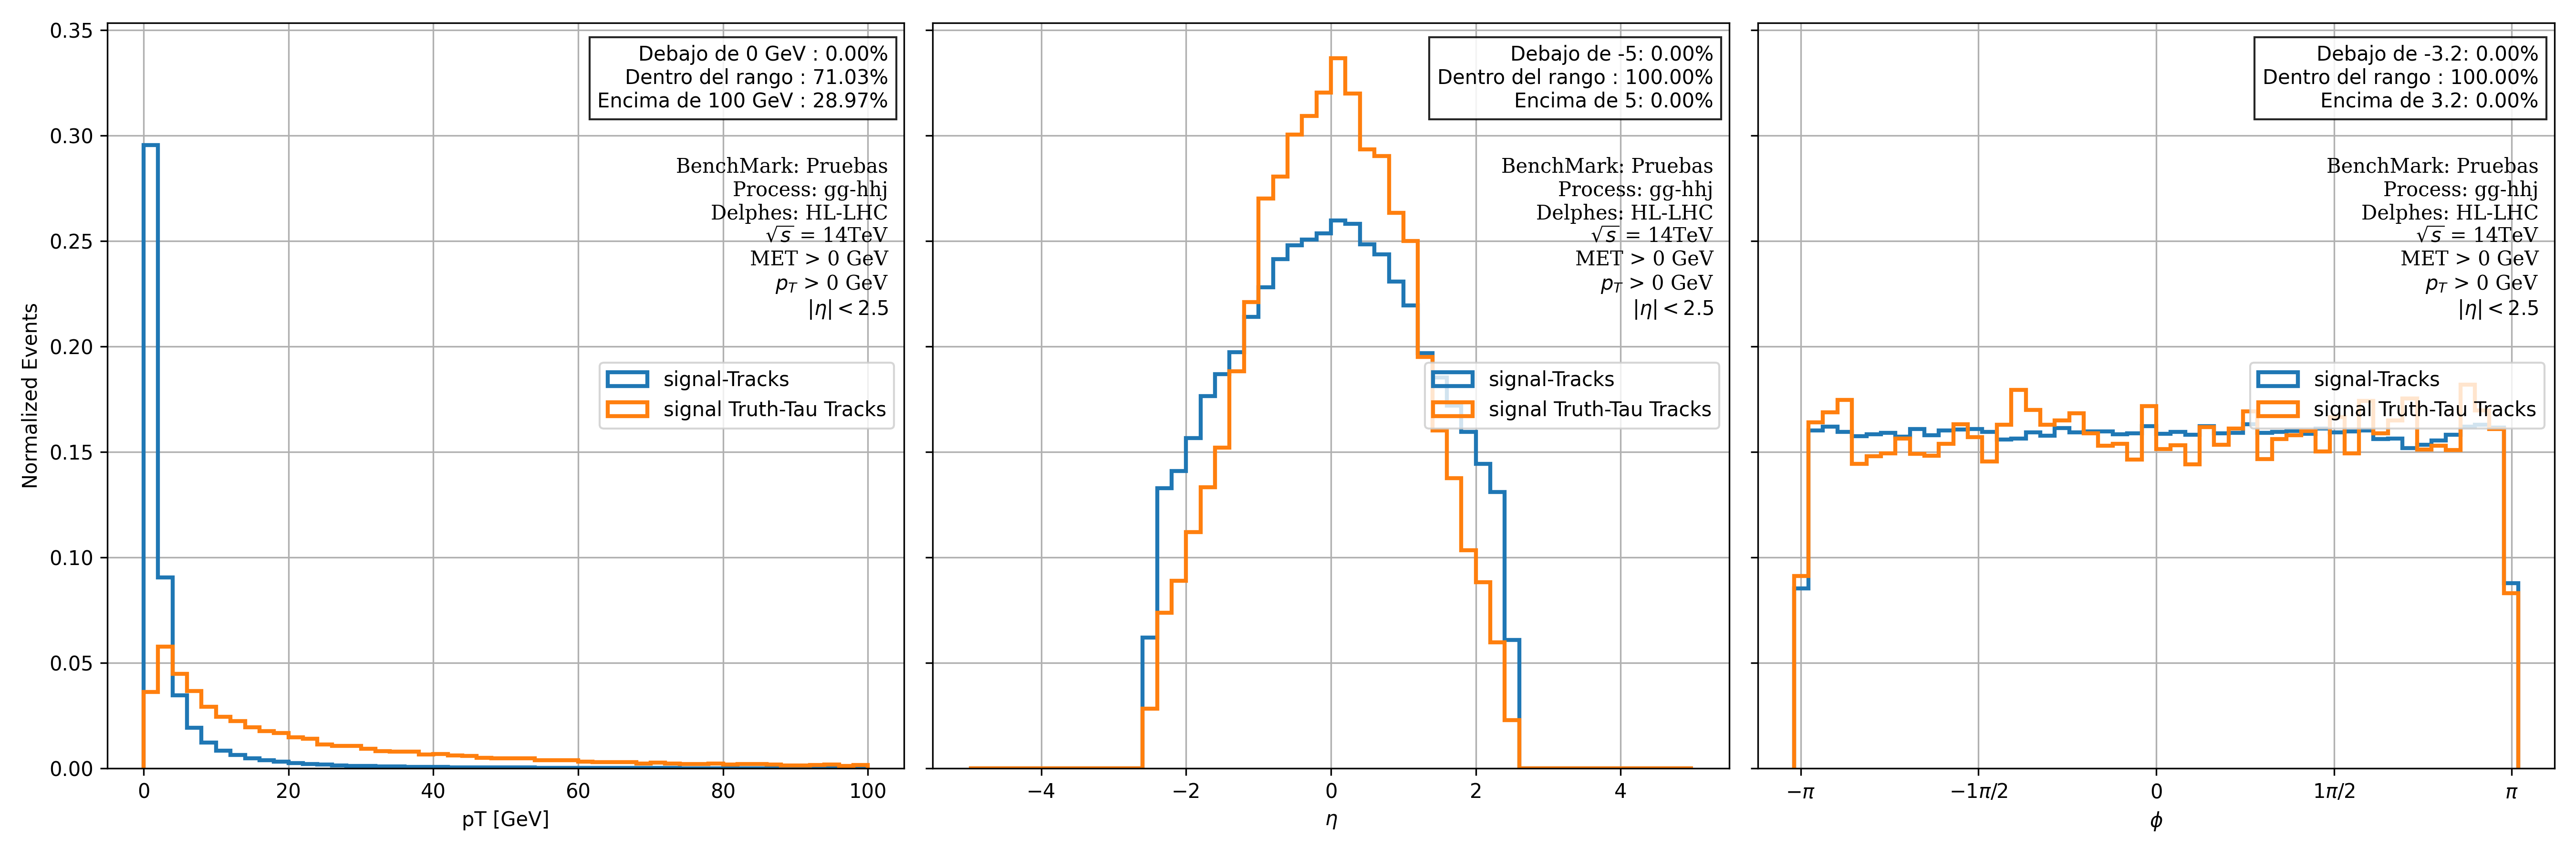 Normalized Events
0.35
0.30
0.25
0.20
0.15
0.10
0.05
0.00
Debajo de 0 GeV : 0.00%
Dentro del rango : 71.03%
Encima de 100 GeV : 28.97%
BenchMark: Pruebas
Process: gg-hhj
Delphes: HL-LHC
√s = 14TeV
MET > 0 GeV
p_T > 0 GeV
|η| < 2.5
signal-Tracks
signal Truth-Tau Tracks
0 20 40 60 80 100
pT [GeV]
Debajo de -5: 0.00%
Dentro del rango : 100.00%
Encima de 5: 0.00%
BenchMark: Pruebas
Process: gg-hhj
Delphes: HL-LHC
√s = 14TeV
MET > 0 GeV
p_T > 0 GeV
|η| < 2.5
signal-Tracks
signal Truth-Tau Tracks
−4 −2 0 2 4
η
Debajo de -3.2: 0.00%
Dentro del rango : 100.00%
Encima de 3.2: 0.00%
BenchMark: Pruebas
Process: gg-hhj
Delphes: HL-LHC
√s = 14TeV
MET > 0 GeV
p_T > 0 GeV
|η| < 2.5
signal-Tracks
signal Truth-Tau Tracks
−π −1π/2 0 1π/2 π
ϕ